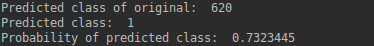 Predicted class of original:  620
Predicted class:  1
Probability of predicted class:  0.7323445